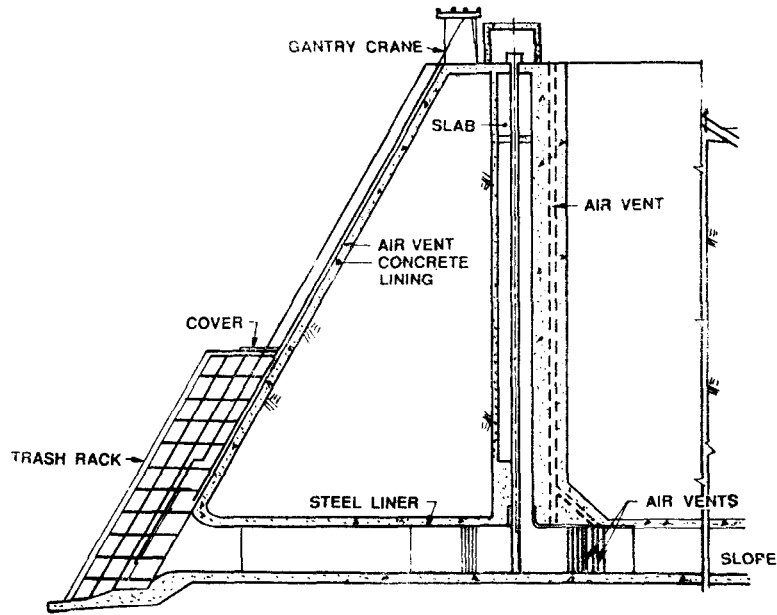 GANTRY CRANE
SLAB
AIR VENT
AIR VENT
CONCRETE
LINING
COVER
TRASH RACK
STEEL LINER
AIR VENTS
SLOPE